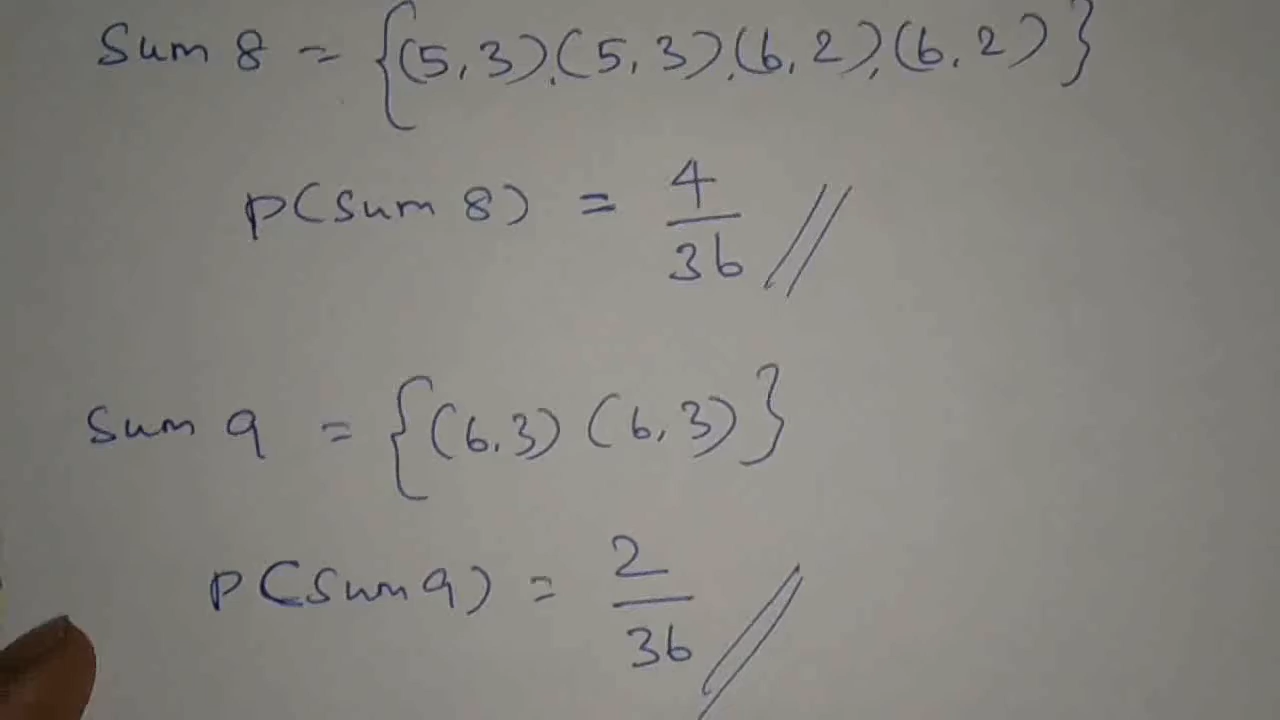 Sum 8 = {(5,3),(5,3),(6,2),(6,2)}
P(Sum 8) = 4/36 //
Sum 9 = {(6,3) (6,3)}
P(Sum 9) = 2/36 //